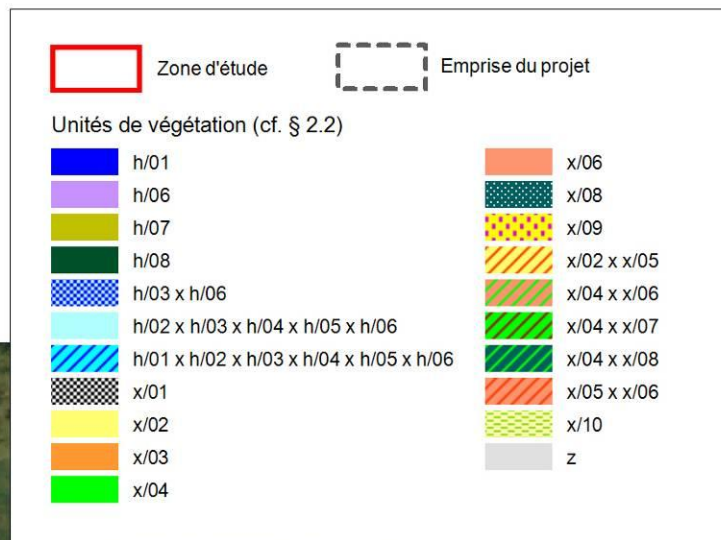 Zone d'étude
Emprise du projet
Unités de végétation (cf. § 2.2)
h/01
h/06
h/07
h/08
h/03 x h/06
h/02 x h/03 x h/04 x h/05 x h/06
h/01 x h/02 x h/03 x h/04 x h/05 x h/06
x/01
x/02
x/03
x/04
x/06
x/08
x/09
x/02 x x/05
x/04 x x/06
x/04 x x/07
x/04 x x/08
x/05 x x/06
x/10
z